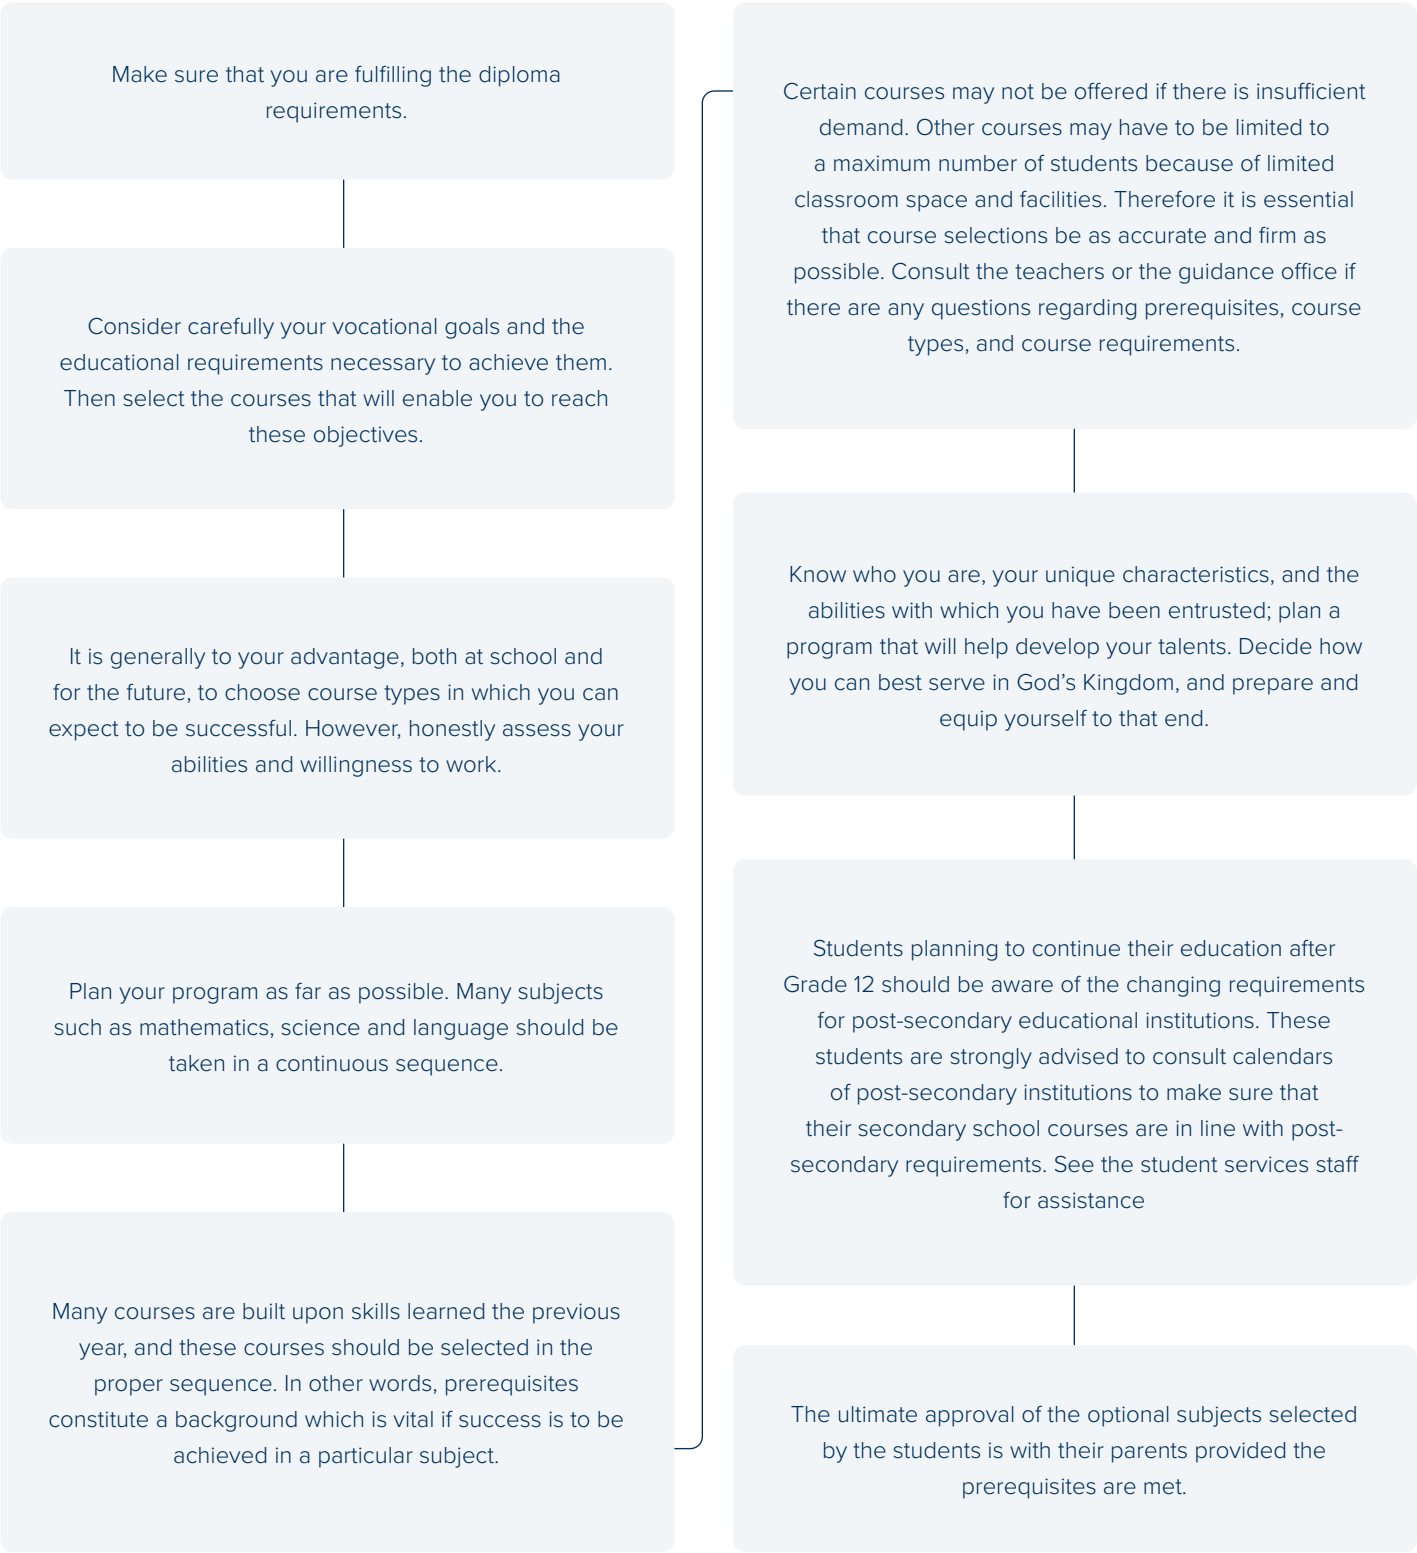 Make sure that you are fulfilling the diploma
requirements.
Consider carefully your vocational goals and the
educational requirements necessary to achieve them.
Then select the courses that will enable you to reach
these objectives.
It is generally to your advantage, both at school and
for the future, to choose course types in which you can
expect to be successful. However, honestly assess your
abilities and willingness to work.
Plan your program as far as possible. Many subjects
such as mathematics, science and language should be
taken in a continuous sequence.
Many courses are built upon skills learned the previous
year, and these courses should be selected in the
proper sequence. In other words, prerequisites
constitute a background which is vital if success is to be
achieved in a particular subject.
Certain courses may not be offered if there is insufficient
demand. Other courses may have to be limited to
a maximum number of students because of limited
classroom space and facilities. Therefore it is essential
that course selections be as accurate and firm as
possible. Consult the teachers or the guidance office if
there are any questions regarding prerequisites, course
types, and course requirements.
Know who you are, your unique characteristics, and the
abilities with which you have been entrusted; plan a
program that will help develop your talents. Decide how
you can best serve in God’s Kingdom, and prepare and
equip yourself to that end.
Students planning to continue their education after
Grade 12 should be aware of the changing requirements
for post-secondary educational institutions. These
students are strongly advised to consult calendars
of post-secondary institutions to make sure that
their secondary school courses are in line with post-
secondary requirements. See the student services staff
for assistance
The ultimate approval of the optional subjects selected
by the students is with their parents provided the
prerequisites are met.